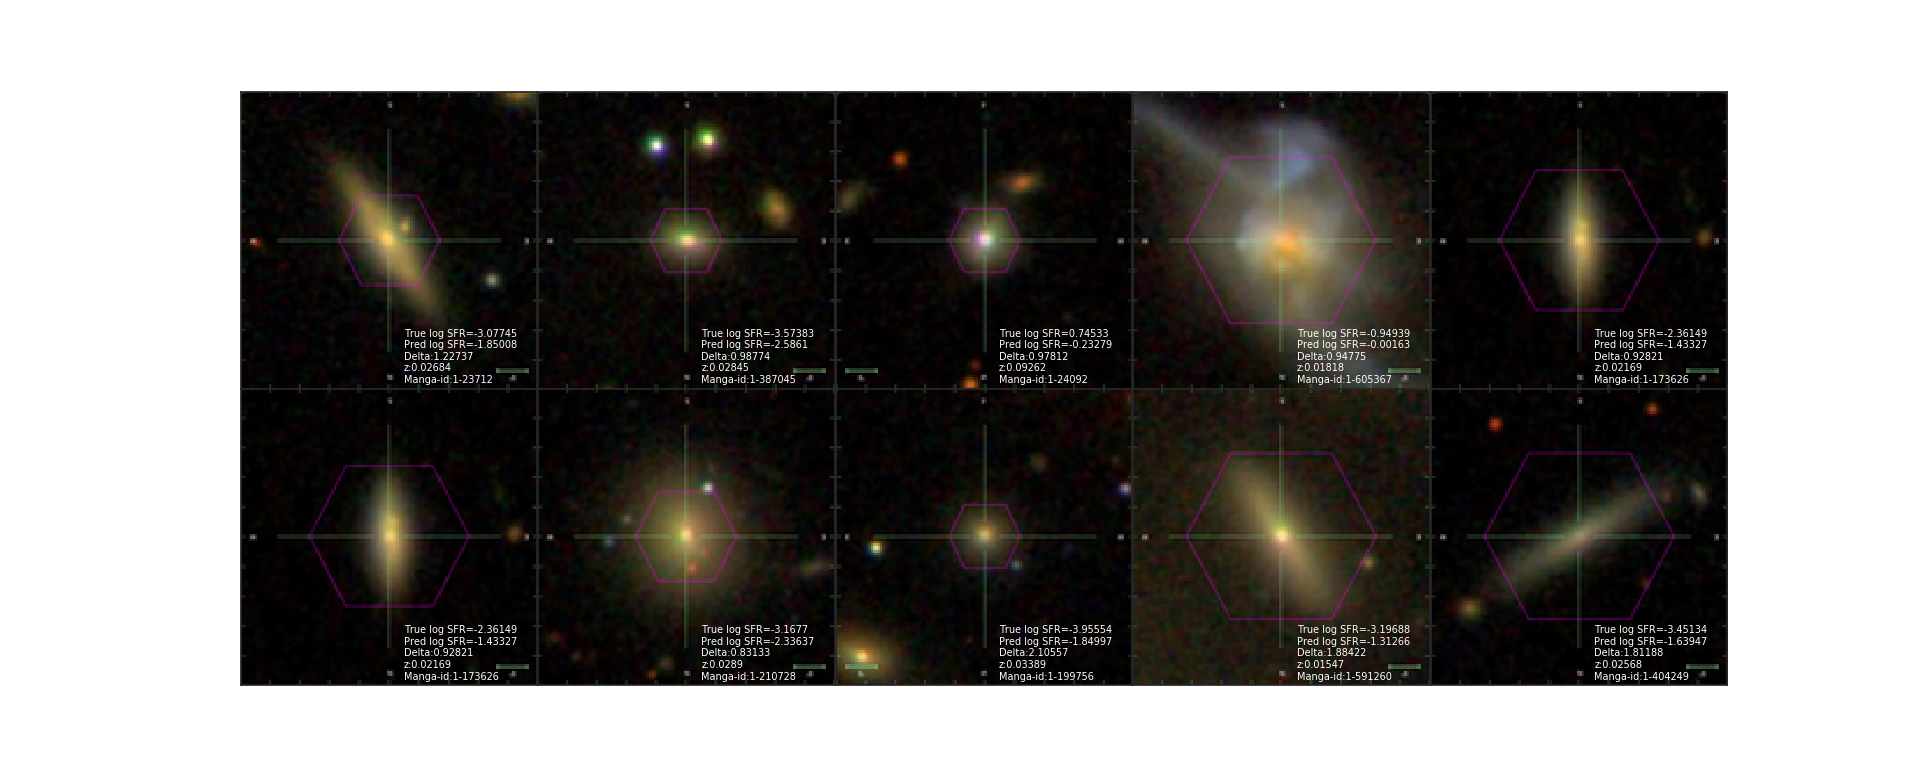 True log SFR=-3.07745
Pred log SFR=-1.85008
Delta:1.22737
z:0.02684
Manga-id:1-23712
True log SFR=-3.57383
Pred log SFR=-2.5861
Delta:0.98774
z:0.02845
Manga-id:1-387045
True log SFR=0.74533
Pred log SFR=-0.23279
Delta:0.97812
z:0.09262
Manga-id:1-24092
True log SFR=-0.94939
Pred log SFR=-0.00163
Delta:0.94775
z:0.01818
Manga-id:1-605367
True log SFR=-2.36149
Pred log SFR=-1.43327
Delta:0.92821
z:0.02169
Manga-id:1-173626
True log SFR=-2.36149
Pred log SFR=-1.43327
Delta:0.92821
z:0.02169
Manga-id:1-173626
True log SFR=-3.1677
Pred log SFR=-2.33637
Delta:0.83133
z:0.0289
Manga-id:1-210728
True log SFR=-3.95554
Pred log SFR=-1.84997
Delta:2.10557
z:0.03389
Manga-id:1-199756
True log SFR=-3.19688
Pred log SFR=-1.31266
Delta:1.88422
z:0.01547
Manga-id:1-591260
True log SFR=-3.45134
Pred log SFR=-1.63947
Delta:1.81188
z:0.02568
Manga-id:1-404249